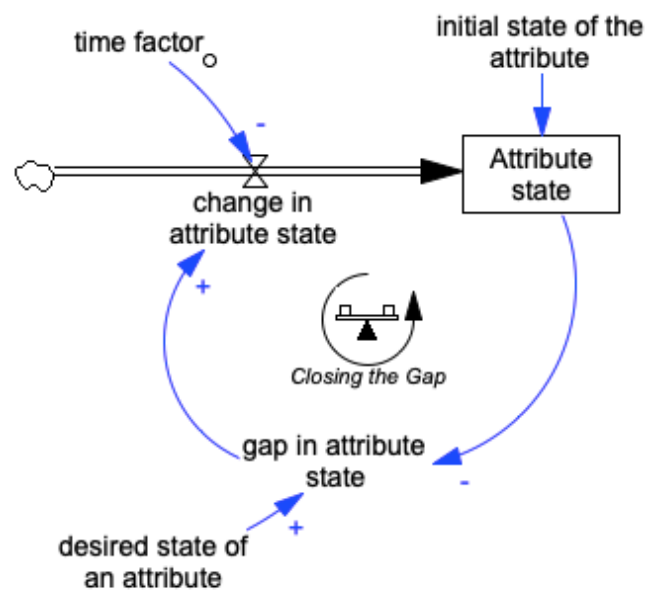 time factor
initial state of the
attribute
-
Attribute
state
change in
attribute state
+
Closing the Gap
gap in attribute
state
-
+
desired state of
an attribute